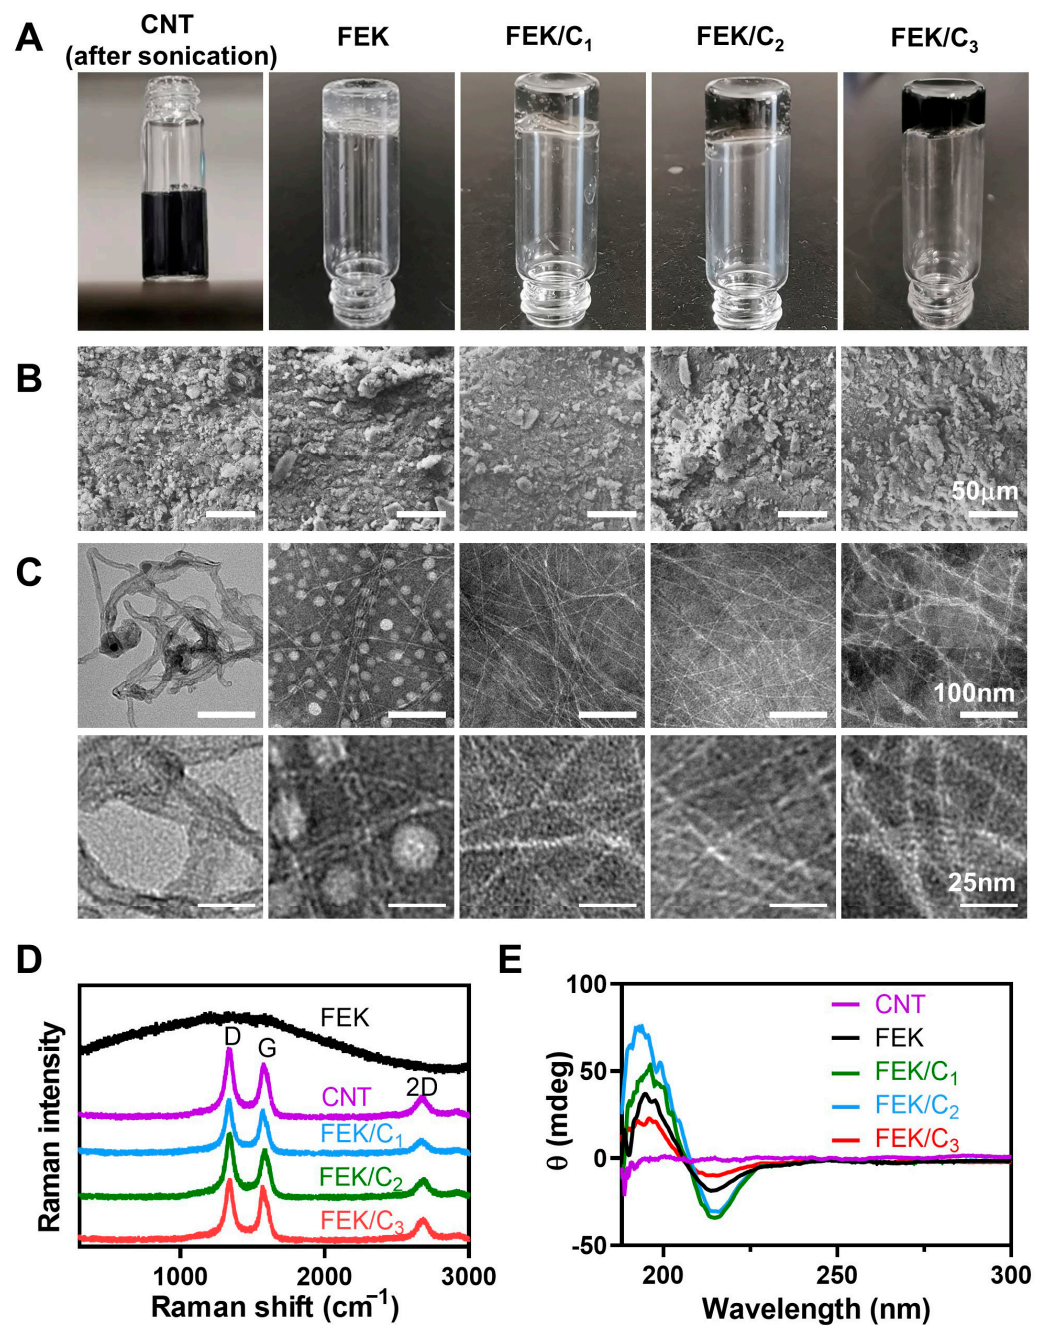 A
CNT
(after sonication)
FEK
FEK/C1
FEK/C2
FEK/C3
B
50μm
C
100nm
25nm
D
FEK
D
G
2D
CNT
FEK/C1
FEK/C2
FEK/C3
Raman intensity
1000
2000
3000
Raman shift (cm–1)
E
100
50
0
-50
θ (mdeg)
CNT
FEK
FEK/C1
FEK/C2
FEK/C3
200
250
300
Wavelength (nm)